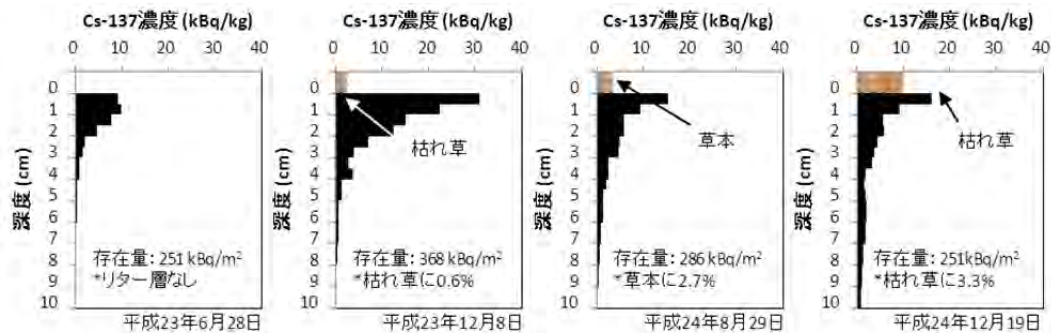 Cs-137濃度 (kBq/kg)
0 10 20 30 40
深度 (cm)
0
1
2
3
4
5
6
7
8
9
10
存在量: 251 kBq/m²
*リター層なし
平成23年6月28日
Cs-137濃度 (kBq/kg)
0 10 20 30 40
深度 (cm)
0
1
2
3
4
5
6
7
8
9
10
枯れ草
存在量: 368 kBq/m²
*枯れ草に0.6%
平成23年12月8日
Cs-137濃度 (kBq/kg)
0 10 20 30 40
深度 (cm)
0
1
2
3
4
5
6
7
8
9
10
草本
存在量: 286 kBq/m²
*草本に2.7%
平成24年8月29日
Cs-137濃度 (kBq/kg)
0 10 20 30 40
深度 (cm)
0
1
2
3
4
5
6
7
8
9
10
枯れ草
存在量: 251kBq/m²
*枯れ草に3.3%
平成24年12月19日